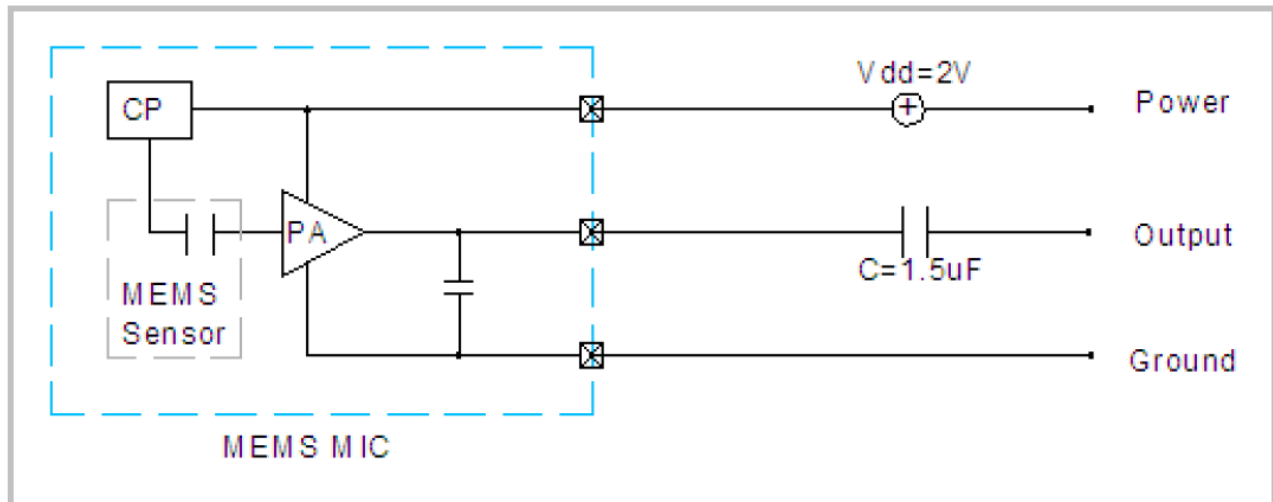 Vdd=2V
CP
Power
PA
Output
C=1.5uF
MEMS
Sensor
Ground
MEMS MIC